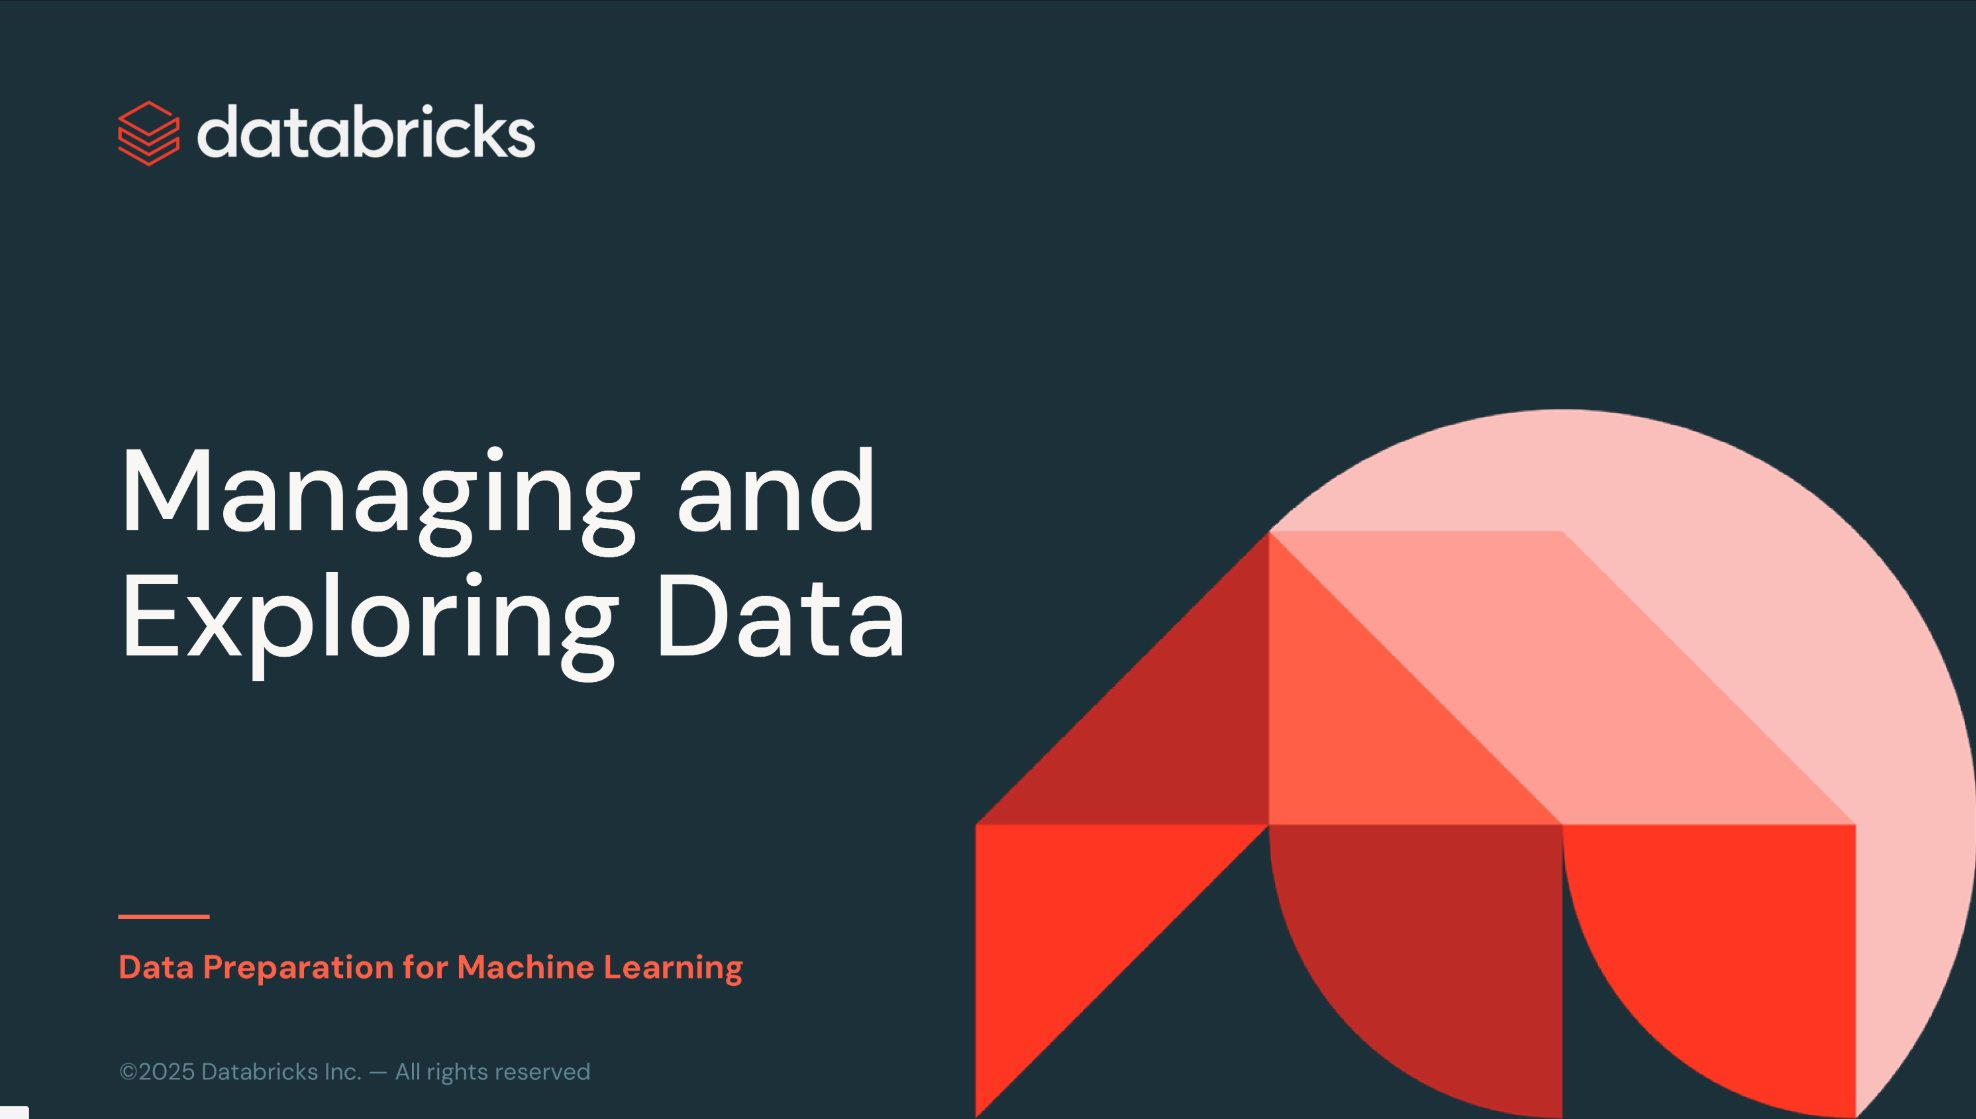 databricks
Managing and
Exploring Data
Data Preparation for Machine Learning
©2025 Databricks Inc. — All rights reserved